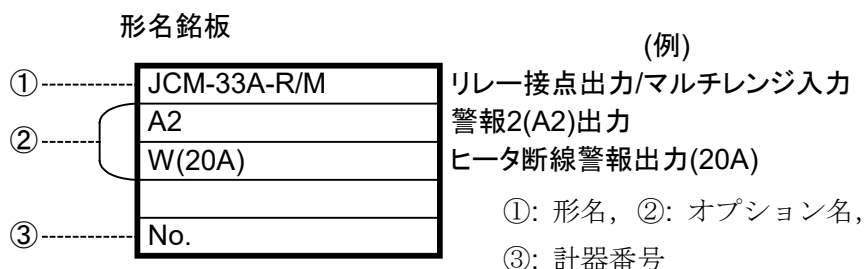 形名銘板
(例)
① JCM-33A-R/M リレー接点出力/マルチレンジ入力
② A2 警報2(A2)出力
W(20A) ヒータ断線警報出力(20A)
③ No.
①: 形名, ②: オプション名,
③: 計器番号